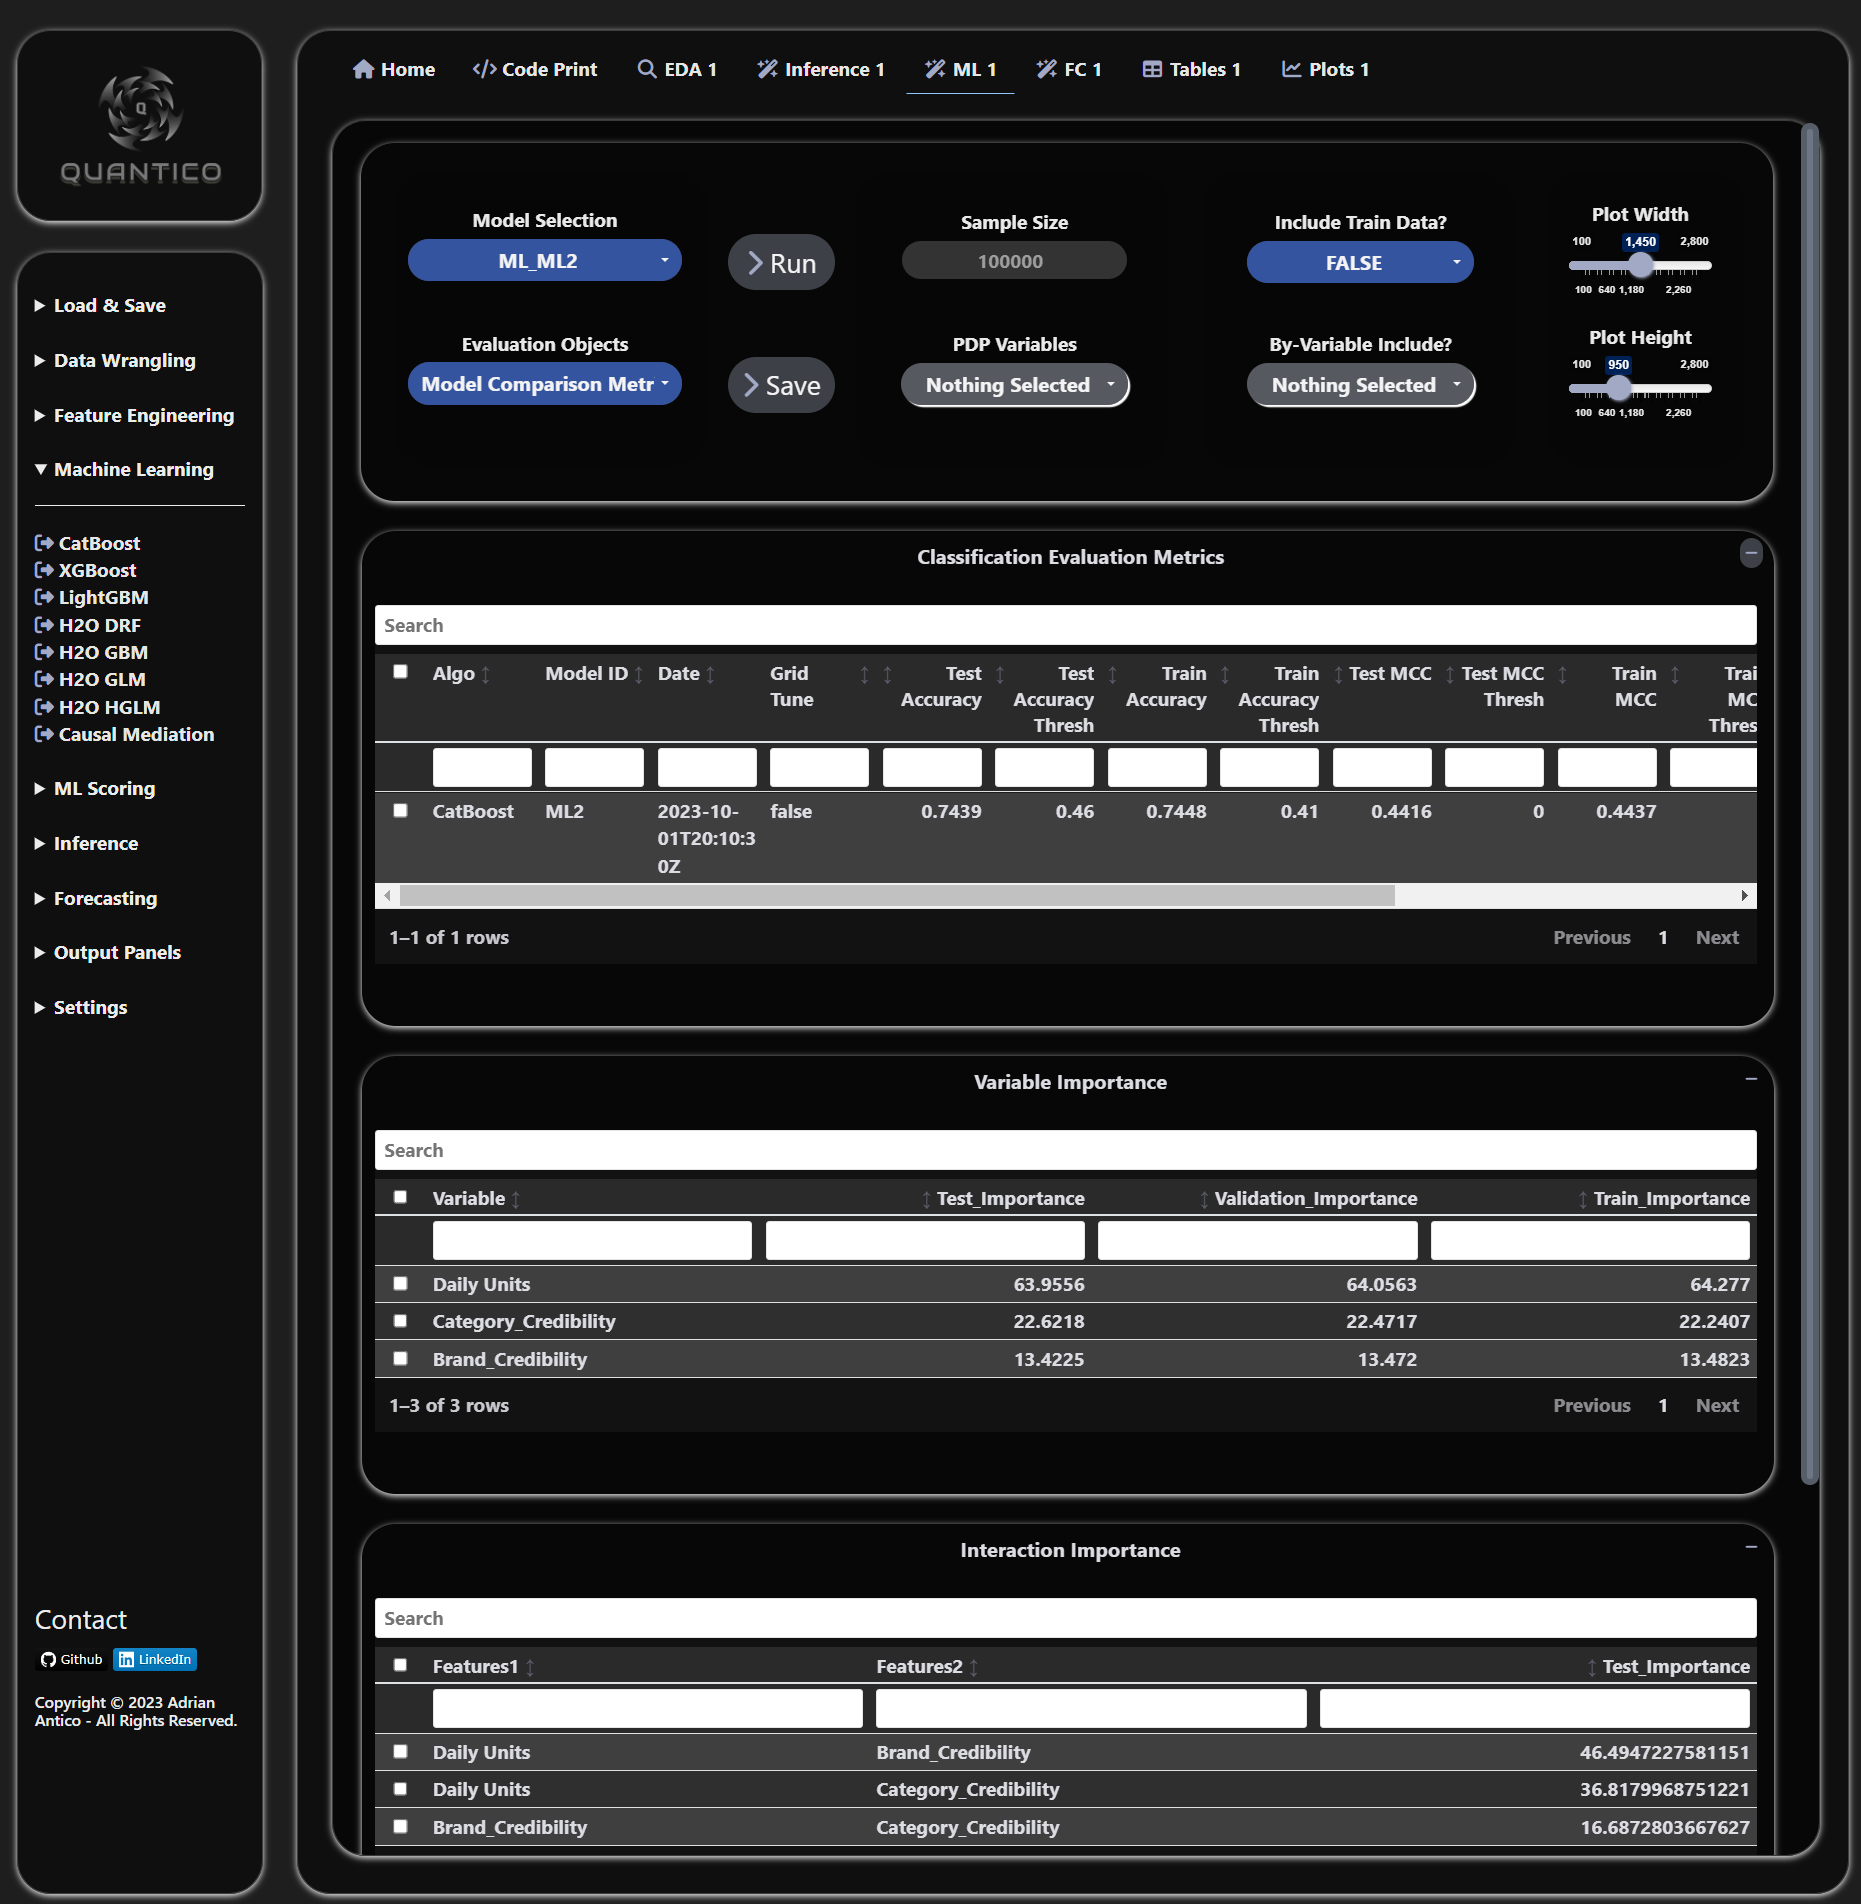 Home
Code Print
EDA 1
Inference 1
ML 1
FC 1
Tables 1
Plots 1
Q
QUANTICO
Load & Save
Data Wrangling
Feature Engineering
Machine Learning
CatBoost
XGBoost
LightGBM
H2O DRF
H2O GBM
H2O GLM
H2O HGLM
Causal Mediation
ML Scoring
Inference
Forecasting
Output Panels
Settings
Contact
Github
LinkedIn
Copyright © 2023 Adrian
Antico - All Rights Reserved.
Model Selection
ML_ML2
Run
Sample Size
100000
Include Train Data?
FALSE
Plot Width
100 1,450 2,800
100 640 1,180 2,260
Evaluation Objects
Model Comparison Metr
Save
PDP Variables
Nothing Selected
By-Variable Include?
Nothing Selected
Plot Height
100 950 2,800
100 640 1,180 2,260
Classification Evaluation Metrics
Search
Algo
Model ID
Date
Grid
Tune
Test
Accuracy
Test
Accuracy
Thresh
Train
Accuracy
Train
Accuracy
Thresh
Test MCC
Test MCC
Thresh
Train
MCC
Trai
MC
Thres
CatBoost
ML2
2023-10-
01T20:10:3
0Z
false
0.7439
0.46
0.7448
0.41
0.4416
0
0.4437
1–1 of 1 rows
Previous 1 Next
Variable Importance
Search
Variable Test_Importance Validation_Importance Train_Importance
Daily Units 63.9556 64.0563 64.277
Category_Credibility 22.6218 22.4717 22.2407
Brand_Credibility 13.4225 13.472 13.4823
1–3 of 3 rows
Previous 1 Next
Interaction Importance
Search
Features1 Features2 Test_Importance
Daily Units Brand_Credibility 46.4947227581151
Daily Units Category_Credibility 36.8179968751221
Brand_Credibility Category_Credibility 16.6872803667627